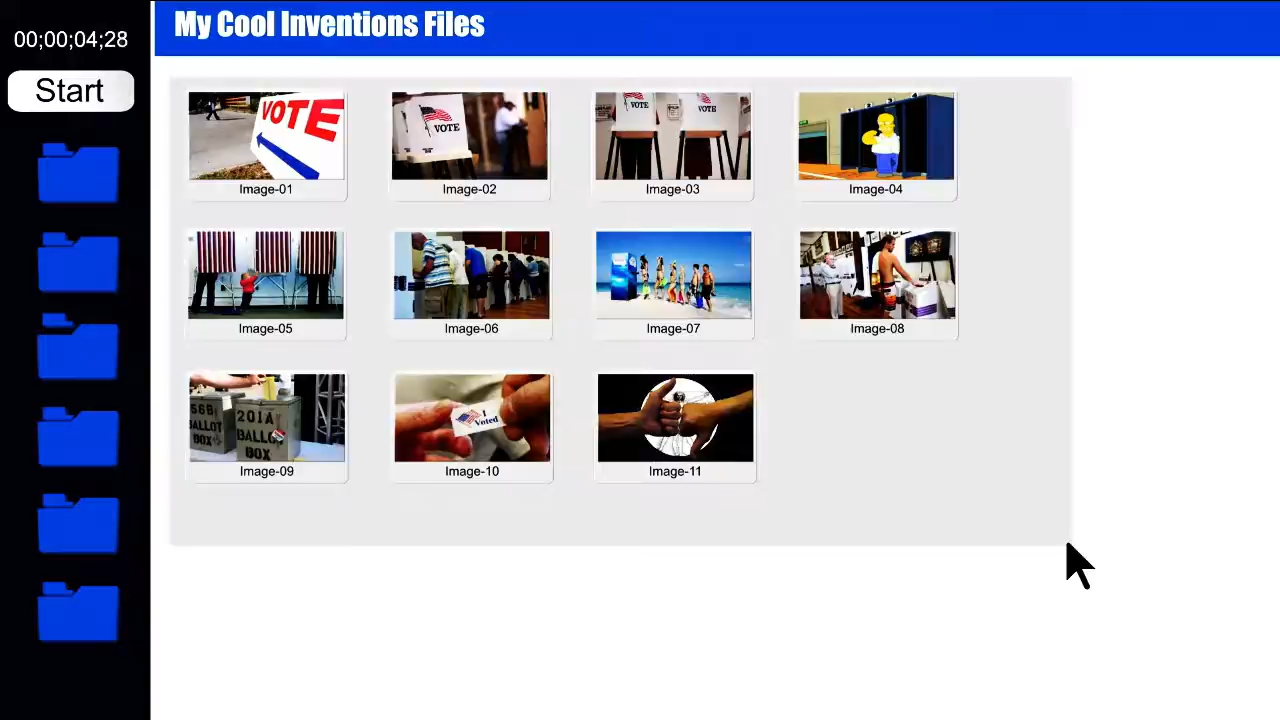 My Cool Inventions Files
00;00;04;28
Start
VOTE
VOTE
VOTE
VOTE
Image-01
Image-02
Image-03
Image-04
Image-05
Image-06
Image-07
Image-08
56B
BALLOT
BOX
201A
BALLOT
BOX
I
Voted
Image-09
Image-10
Image-11